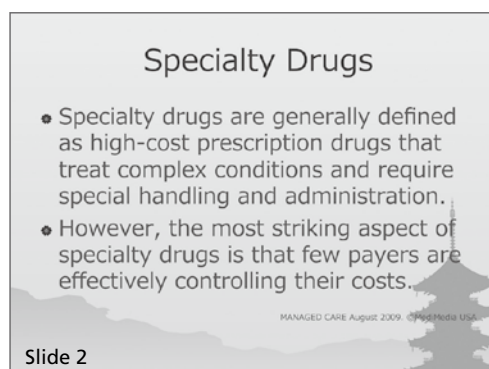 Specialty Drugs
Specialty drugs are generally defined
as high-cost prescription drugs that
treat complex conditions and require
special handling and administration.
However, the most striking aspect of
specialty drugs is that few payers are
effectively controlling their costs.
MANAGED CARE August 2009. ©MediMedia USA
Slide 2